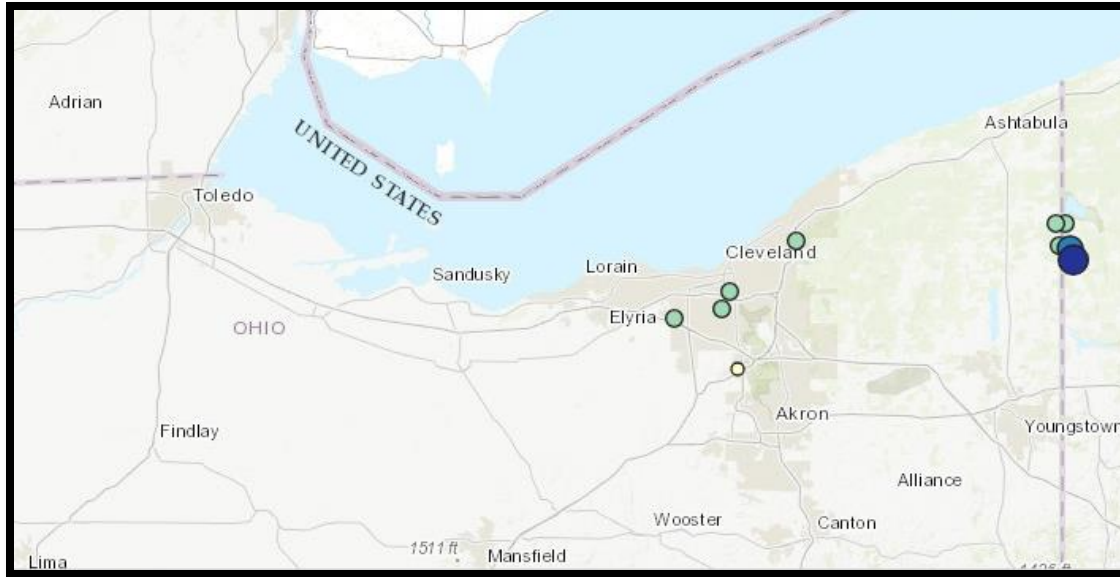 Adrian
Ashtabula
UNITED STATES
Toledo
Cleveland
Lorain
Sandusky
Elyria
OHIO
Akron
Findlay
Youngstown
Alliance
Wooster
Canton
1511 ft
Mansfield
Lima